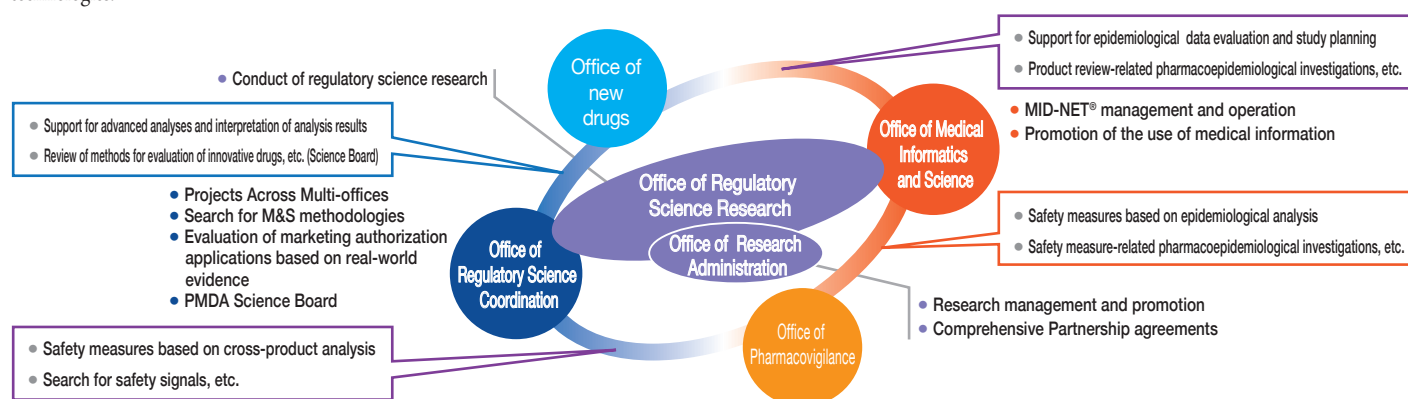 Office of
new
drugs
● Conduct of regulatory science research
● Support for epidemiological data evaluation and study planning
● Product review-related pharmacoepidemiological investigations, etc.
● Support for advanced analyses and interpretation of analysis results
● Review of methods for evaluation of innovative drugs, etc. (Science Board)
Office of Medical
Informatics
and Science
● MID-NET® management and operation
● Promotion of the use of medical information
Office of Regulatory
Science Research
● Projects Across Multi-offices
● Search for M&S methodologies
● Evaluation of marketing authorization
applications based on real-world
evidence
● PMDA Science Board
Office of
Regulatory Science
Coordination
Office of Research
Administration
● Safety measures based on epidemiological analysis
● Safety measure-related pharmacoepidemiological investigations, etc.
● Research management and promotion
● Comprehensive Partnership agreements
Office of
Pharmacovigilance
● Safety measures based on cross-product analysis
● Search for safety signals, etc.